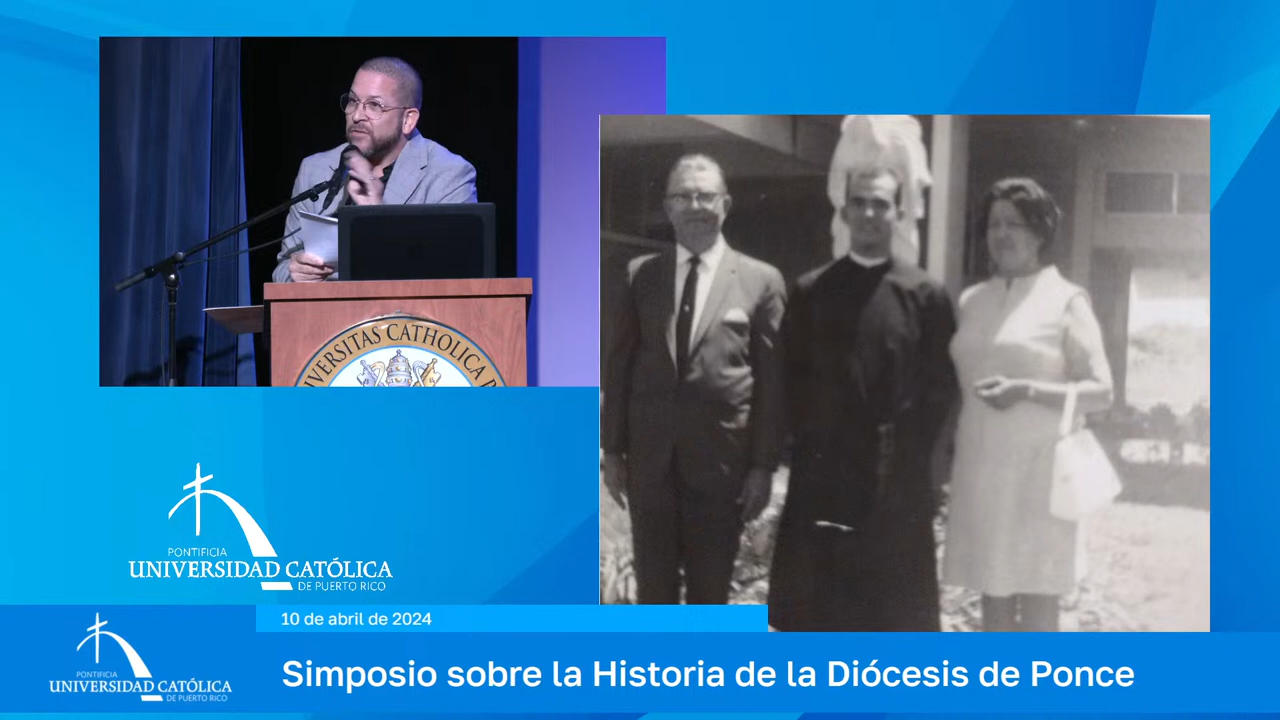 VERSITAS CATHOLICA P
PONTIFICIA
UNIVERSIDAD CATÓLICA
DE PUERTO RICO
10 de abril de 2024
PONTIFICIA
UNIVERSIDAD CATÓLICA
DE PUERTO RICO
Simposio sobre la Historia de la Diócesis de Ponce